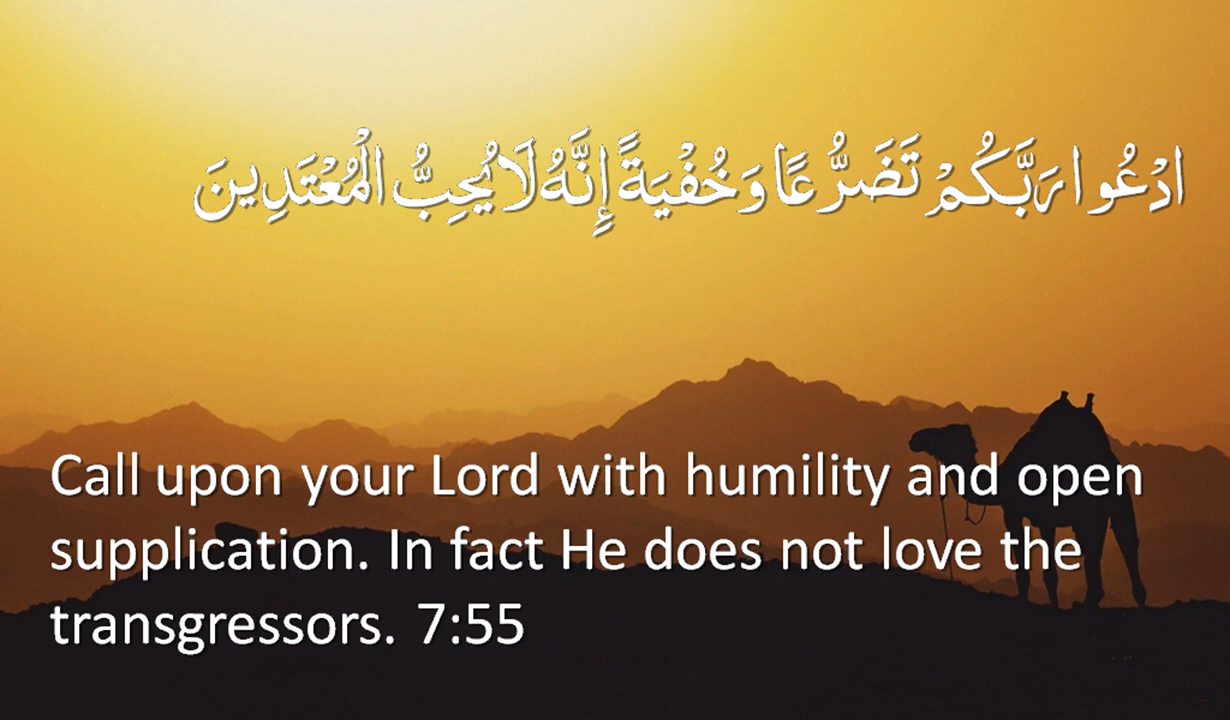 ادْعُوا رَبَّكُمْ تَضَرُّعًا وَخُفْيَةً إِنَّهُ لَا يُحِبُّ الْمُعْتَدِينَ
Call upon your Lord with humility and open
supplication. In fact He does not love the
transgressors. 7:55